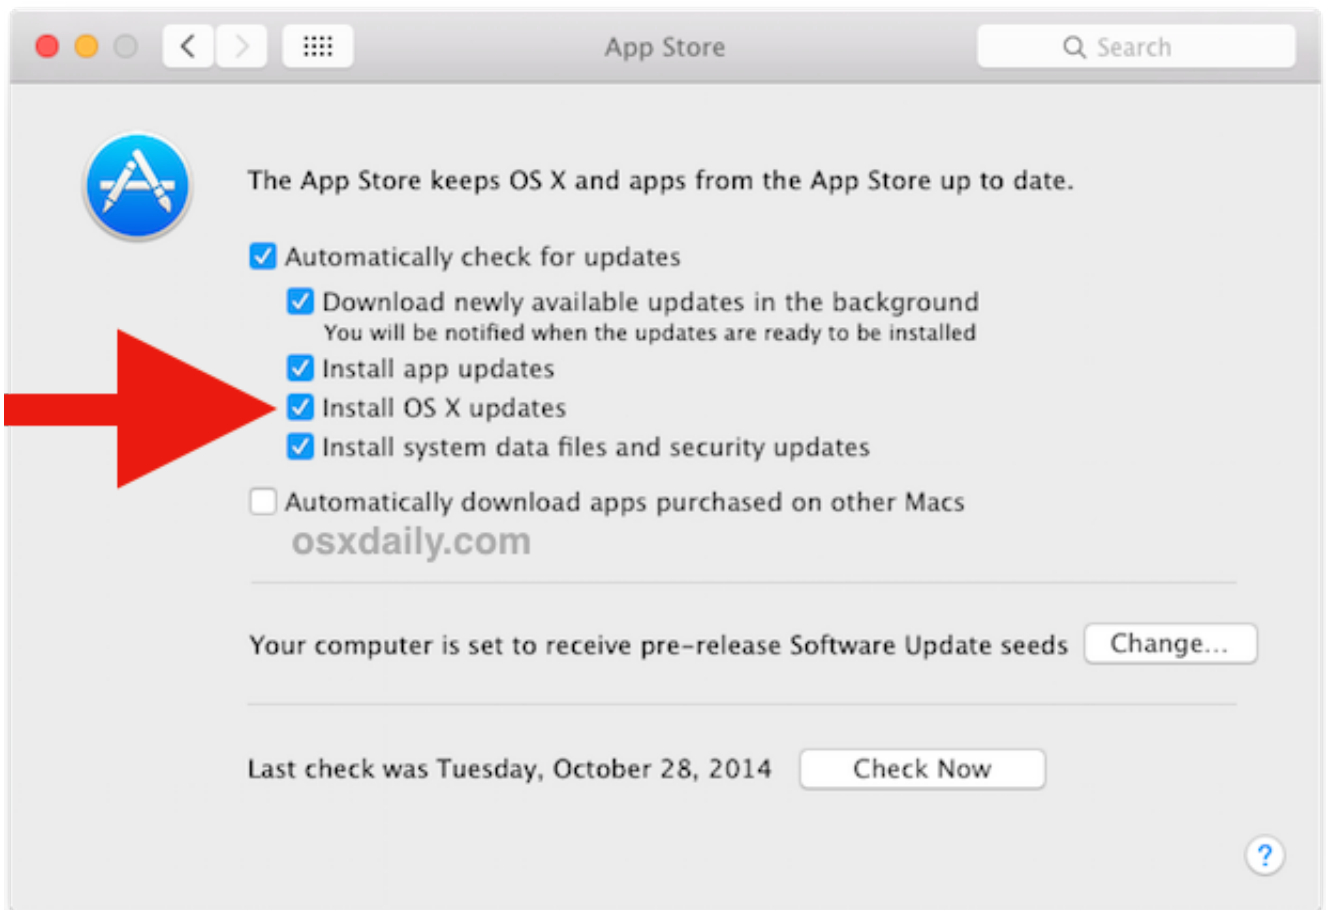 App Store
Search
The App Store keeps OS X and apps from the App Store up to date.
Automatically check for updates
Download newly available updates in the background
You will be notified when the updates are ready to be installed
Install app updates
Install OS X updates
Install system data files and security updates
Automatically download apps purchased on other Macs
osxdaily.com
Your computer is set to receive pre-release Software Update seeds Change...
Last check was Tuesday, October 28, 2014 Check Now
?